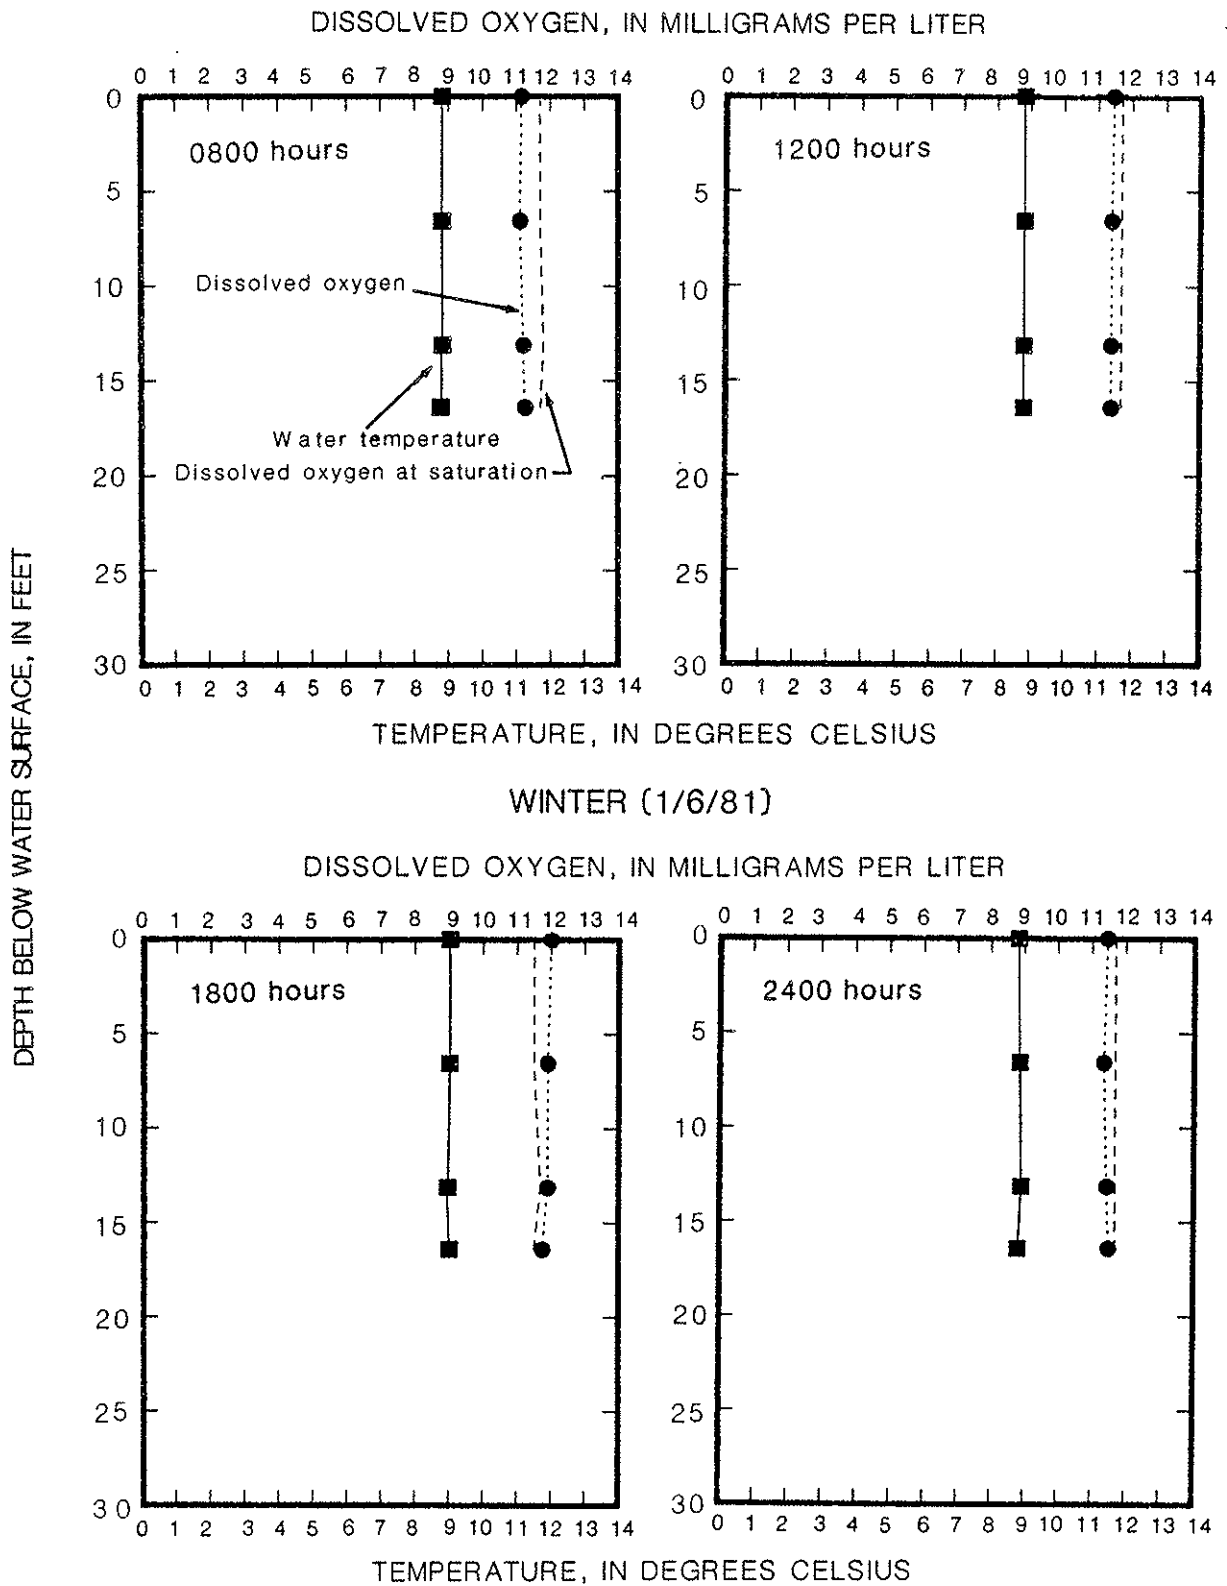 DISSOLVED OXYGEN, IN MILLIGRAMS PER LITER
0 1 2 3 4 5 6 7 8 9 10 11 12 13 14
0 1 2 3 4 5 6 7 8 9 10 11 12 13 14
0
5
10
15
20
25
30
0800 hours
Dissolved oxygen
Water temperature
Dissolved oxygen at saturation
0
5
10
15
20
25
30
1200 hours
0 1 2 3 4 5 6 7 8 9 10 11 12 13 14
0 1 2 3 4 5 6 7 8 9 10 11 12 13 14
TEMPERATURE, IN DEGREES CELSIUS
DEPTH BELOW WATER SURFACE, IN FEET
WINTER (1/6/81)
DISSOLVED OXYGEN, IN MILLIGRAMS PER LITER
0 1 2 3 4 5 6 7 8 9 10 11 12 13 14
0 1 2 3 4 5 6 7 8 9 10 11 12 13 14
0
5
10
15
20
25
30
1800 hours
0
5
10
15
20
25
30
2400 hours
0 1 2 3 4 5 6 7 8 9 10 11 12 13 14
0 1 2 3 4 5 6 7 8 9 10 11 12 13 14
TEMPERATURE, IN DEGREES CELSIUS